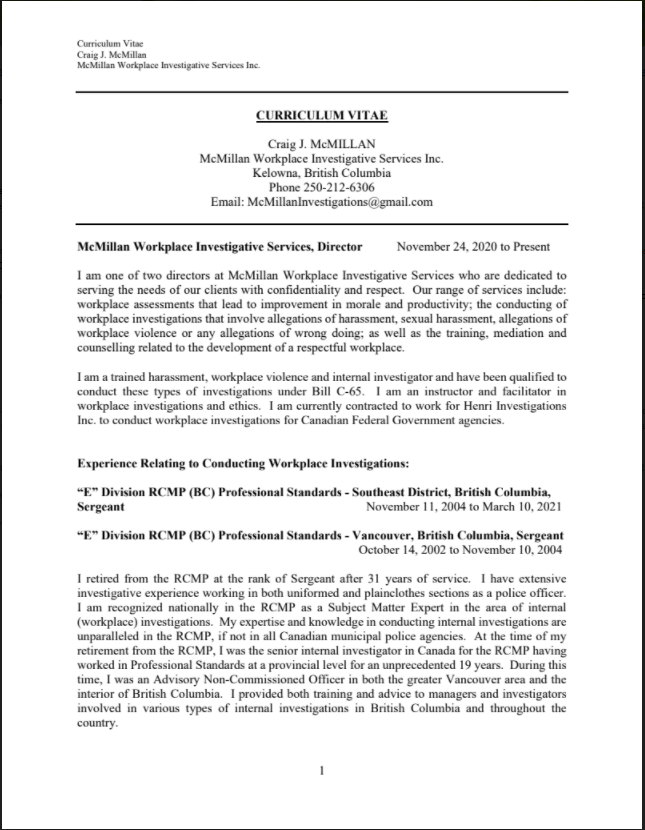 Curriculum Vitae
Craig J. McMillan
McMillan Workplace Investigative Services Inc.
CURRICULUM VITAE
Craig J. McMILLAN
McMillan Workplace Investigative Services Inc.
Kelowna, British Columbia
Phone 250-212-6306
Email: McMillanInvestigations@gmail.com
McMillan Workplace Investigative Services, Director November 24, 2020 to Present
I am one of two directors at McMillan Workplace Investigative Services who are dedicated to
serving the needs of our clients with confidentiality and respect. Our range of services include:
workplace assessments that lead to improvement in morale and productivity; the conducting of
workplace investigations that involve allegations of harassment, sexual harassment, allegations of
workplace violence or any allegations of wrong doing; as well as the training, mediation and
counselling related to the development of a respectful workplace.
I am a trained harassment, workplace violence and internal investigator and have been qualified to
conduct these types of investigations under Bill C-65. I am an instructor and facilitator in
workplace investigations and ethics. I am currently contracted to work for Henri Investigations
Inc. to conduct workplace investigations for Canadian Federal Government agencies.
Experience Relating to Conducting Workplace Investigations:
“E” Division RCMP (BC) Professional Standards - Southeast District, British Columbia,
Sergeant November 11, 2004 to March 10, 2021
“E” Division RCMP (BC) Professional Standards - Vancouver, British Columbia, Sergeant
October 14, 2002 to November 10, 2004
I retired from the RCMP at the rank of Sergeant after 31 years of service. I have extensive
investigative experience working in both uniformed and plainclothes sections as a police officer.
I am recognized nationally in the RCMP as a Subject Matter Expert in the area of internal
(workplace) investigations. My expertise and knowledge in conducting internal investigations are
unparalleled in the RCMP, if not in all Canadian municipal police agencies. At the time of my
retirement from the RCMP, I was the senior internal investigator in Canada for the RCMP having
worked in Professional Standards at a provincial level for an unprecedented 19 years. During this
time, I was an Advisory Non-Commissioned Officer in both the greater Vancouver area and the
interior of British Columbia. I provided both training and advice to managers and investigators
involved in various types of internal investigations in British Columbia and throughout the
country.
1